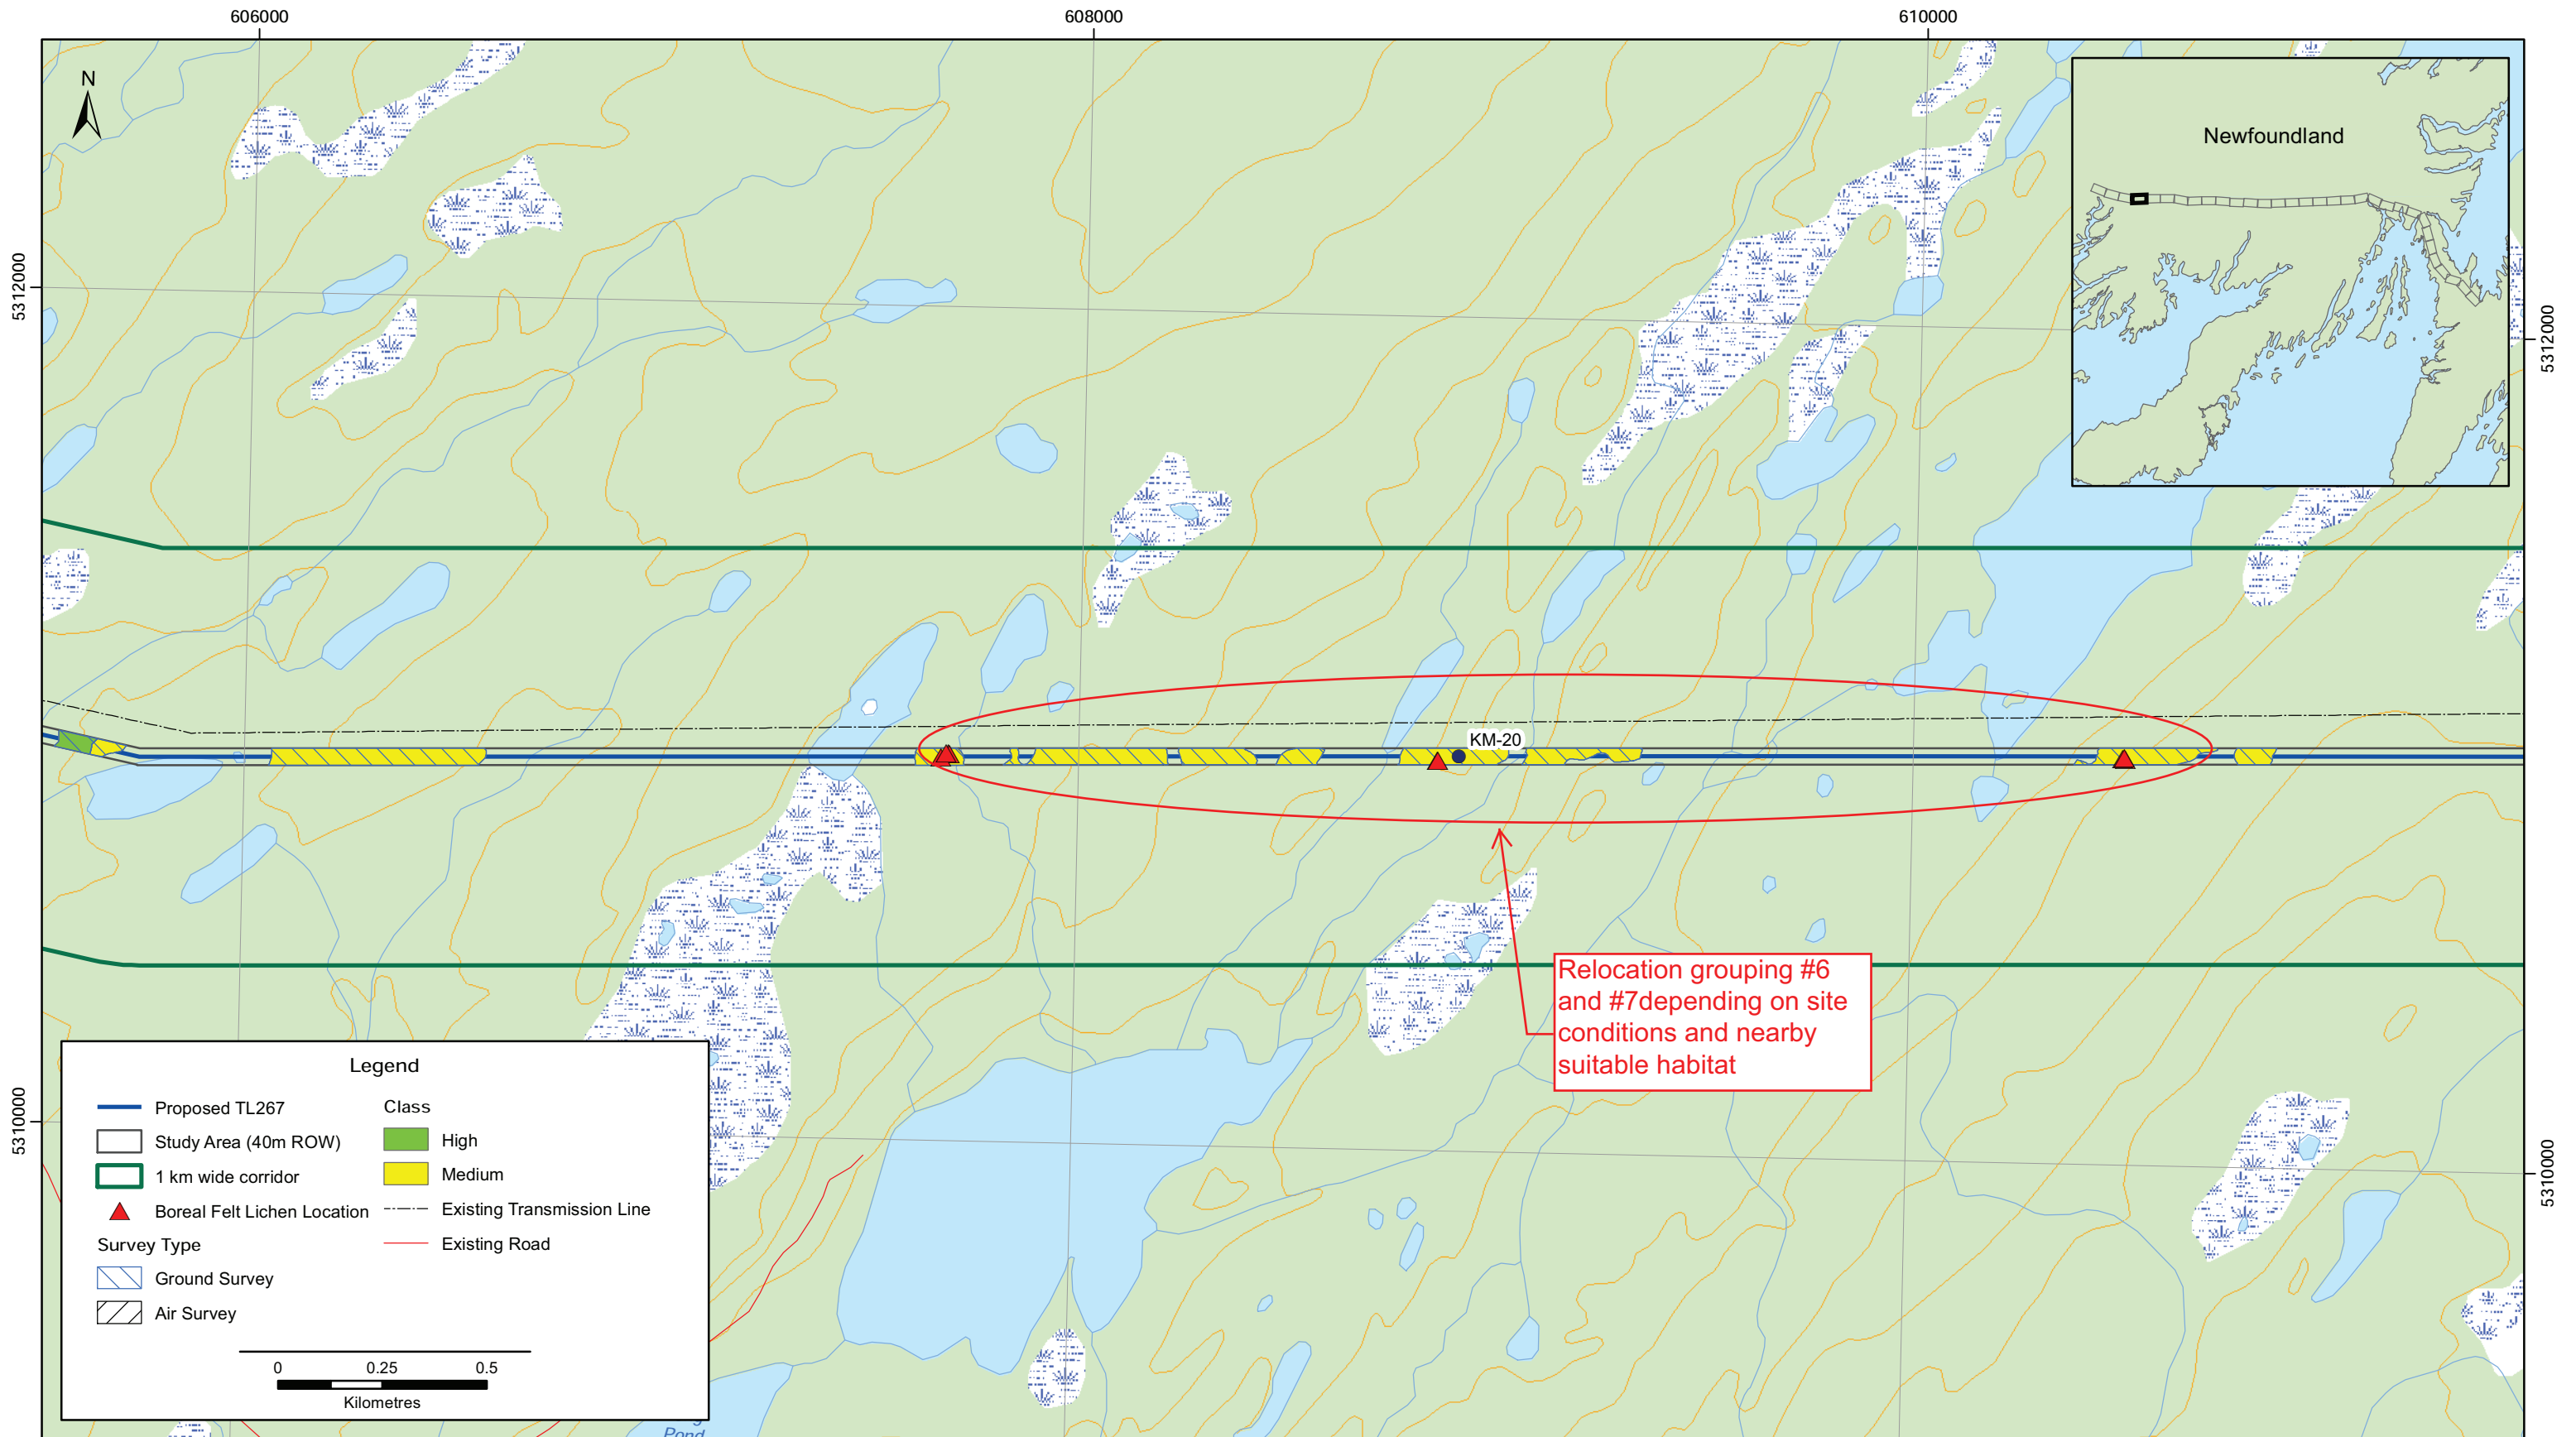 606000
608000
610000
N
Newfoundland
5312000
5312000
KM-20
Relocation grouping #6
and #7depending on site
conditions and nearby
suitable habitat
5310000
5310000
Legend
Proposed TL267
Study Area (40m ROW)
1 km wide corridor
Boreal Felt Lichen Location
Survey Type
Ground Survey
Air Survey
Class
High
Medium
Existing Transmission Line
Existing Road
0 0.25 0.5
Kilometres
Pond